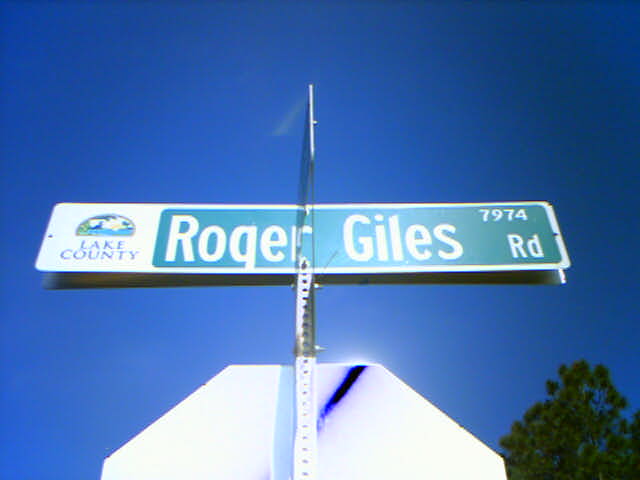 LAKE
COUNTY
Roger Giles
7974
Rd